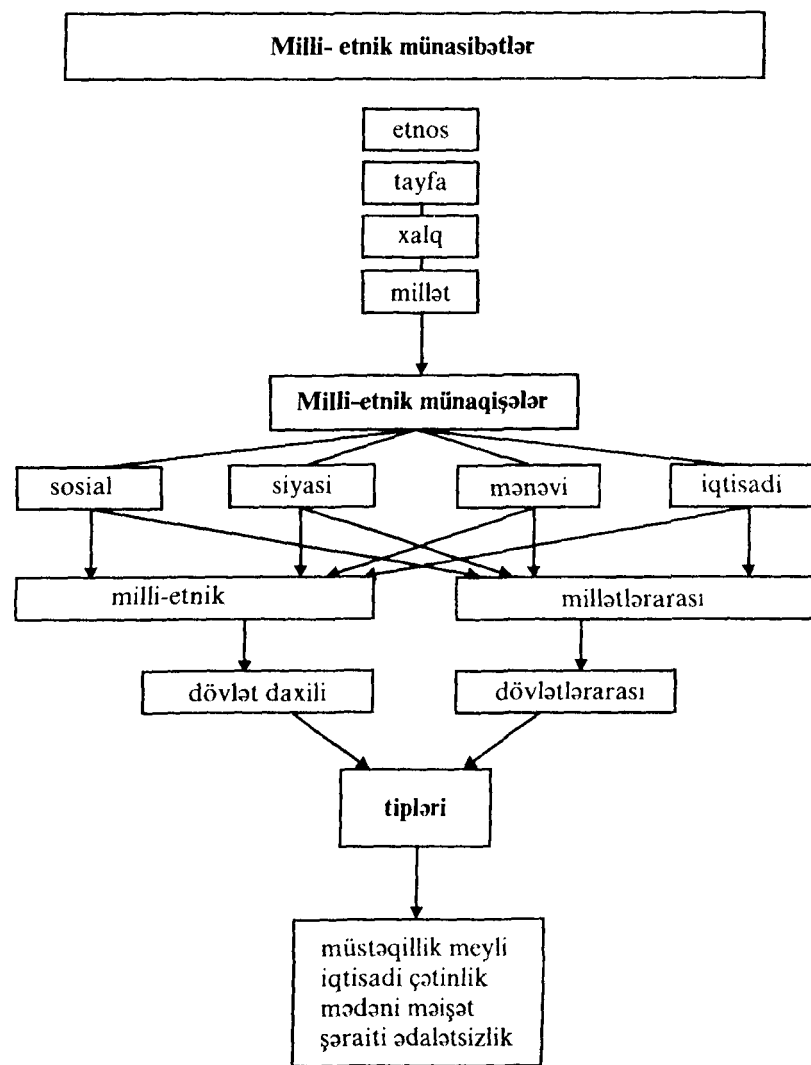 Milli- etnik münasibətlər
etnos
tayfa
xalq
millət
Milli-etnik münaqişələr
sosial
siyasi
mənəvi
iqtisadi
milli-etnik
millətlərarası
dövlət daxili
dövlətlərarası
tipləri
müstəqillik meyli
iqtisadi çətinlik
mədəni məişət
şəraiti ədalətsizlik